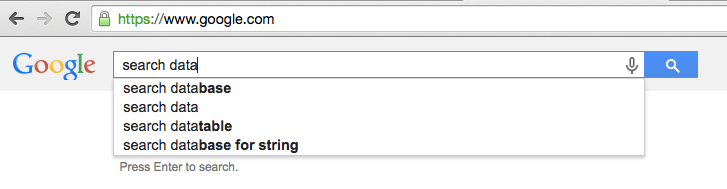 https://www.google.com
Google search data
search database
search data
search datatable
search database for string
Press Enter to search.